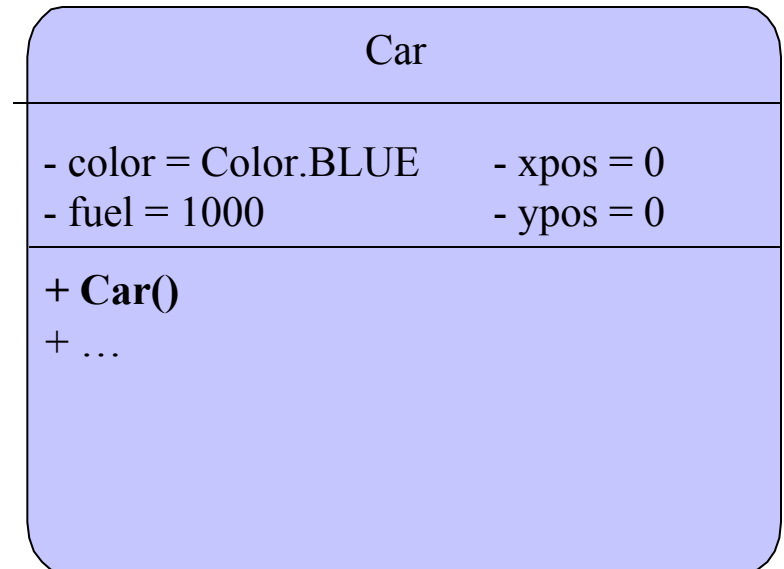 Car
- color = Color.BLUE - xpos = 0
- fuel = 1000 - ypos = 0
+ Car()
+ …